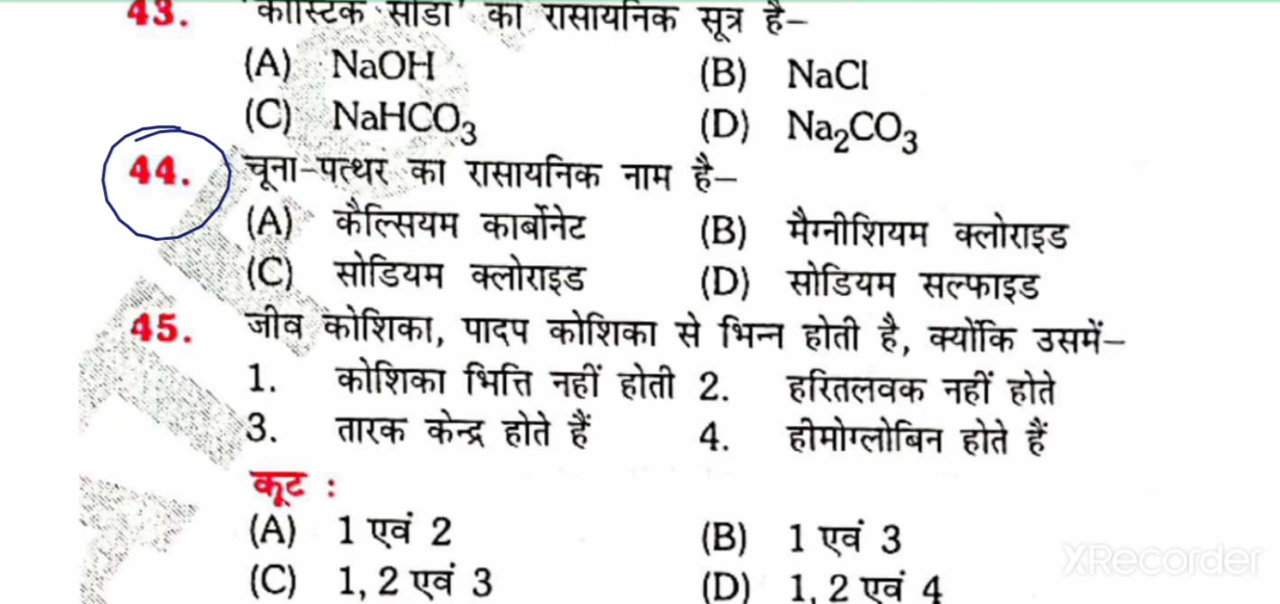 43. 'कास्टिक सोडा' का रासायनिक सूत्र है–
(A) NaOH (B) NaCl
(C) NaHCO₃ (D) Na₂CO₃
44. चूना-पत्थर का रासायनिक नाम है–
(A) कैल्सियम कार्बोनेट (B) मैग्नीशियम क्लोराइड
(C) सोडियम क्लोराइड (D) सोडियम सल्फाइड
45. जीव कोशिका, पादप कोशिका से भिन्न होती है, क्योंकि उसमें–
1. कोशिका भित्ति नहीं होती 2. हरितलवक नहीं होते
3. तारक केन्द्र होते हैं 4. हीमोग्लोबिन होते हैं
कूट :
(A) 1 एवं 2 (B) 1 एवं 3
(C) 1, 2 एवं 3 (D) 1, 2 एवं 4
XRecorder